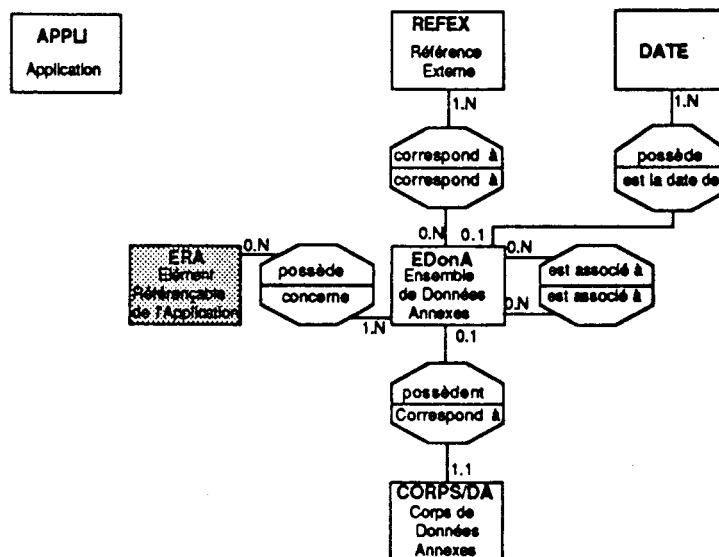 APPLI
Application
REFEX
Référence
Externe
DATE
1.N
1.N
correspond à
correspond à
possède
est la date de
0.N
0.1
0.N
ERA
Elément
Référençable
de l'Application
possède
concerne
1.N
EDonA
Ensemble
de Données
Annexes
0.N
0.N
est associé à
est associé à
0.1
possèdent
Correspond à
1.1
CORPS/DA
Corps de
Données
Annexes